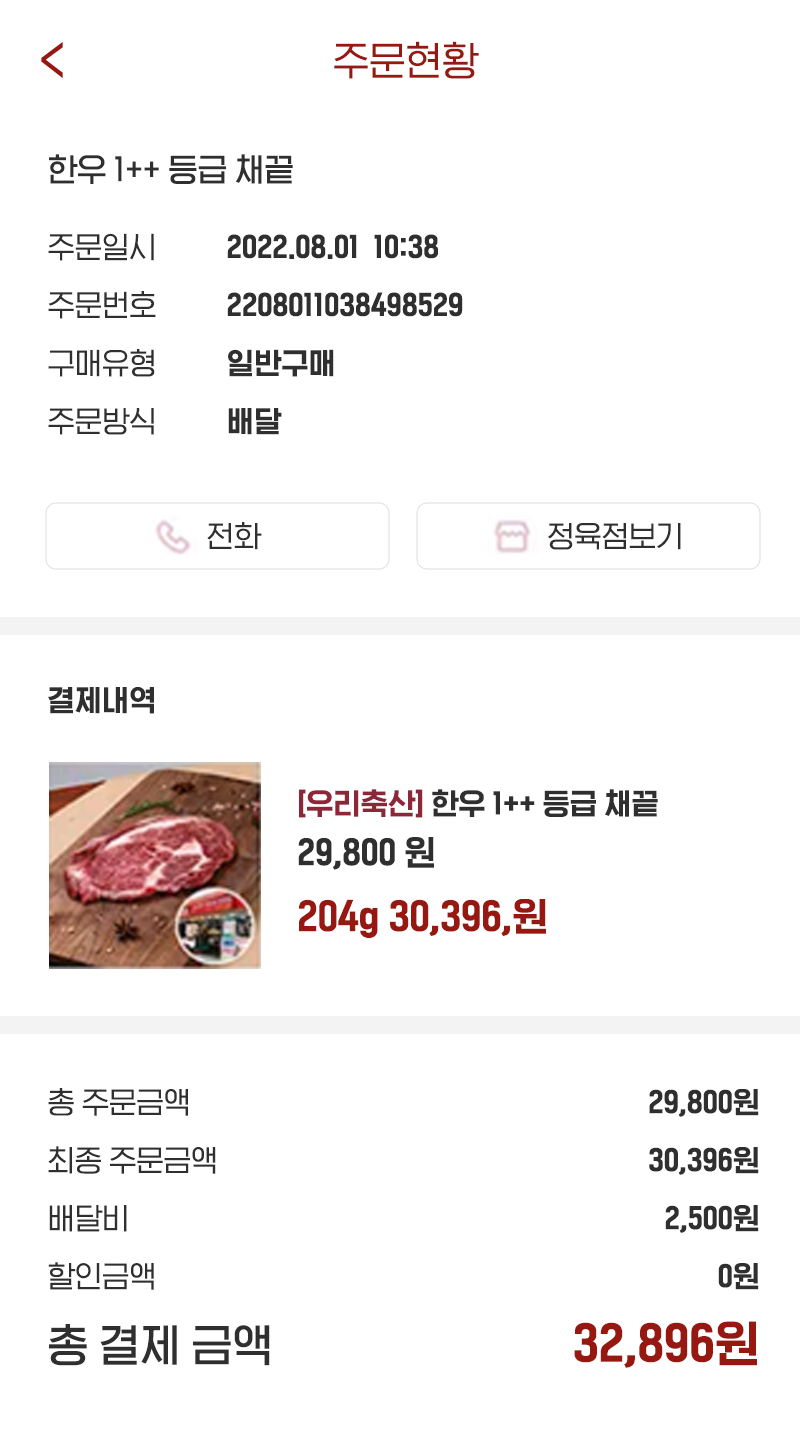 주문현황
한우 1++ 등급 채끝
주문일시 2022.08.01 10:38
주문번호 2208011038498529
구매유형 일반구매
주문방식 배달
전화 정육점보기
결제내역
[우리축산] 한우 1++ 등급 채끝
29,800 원
204g 30,396,원
총 주문금액 29,800원
최종 주문금액 30,396원
배달비 2,500원
할인금액 0원
총 결제 금액 32,896원